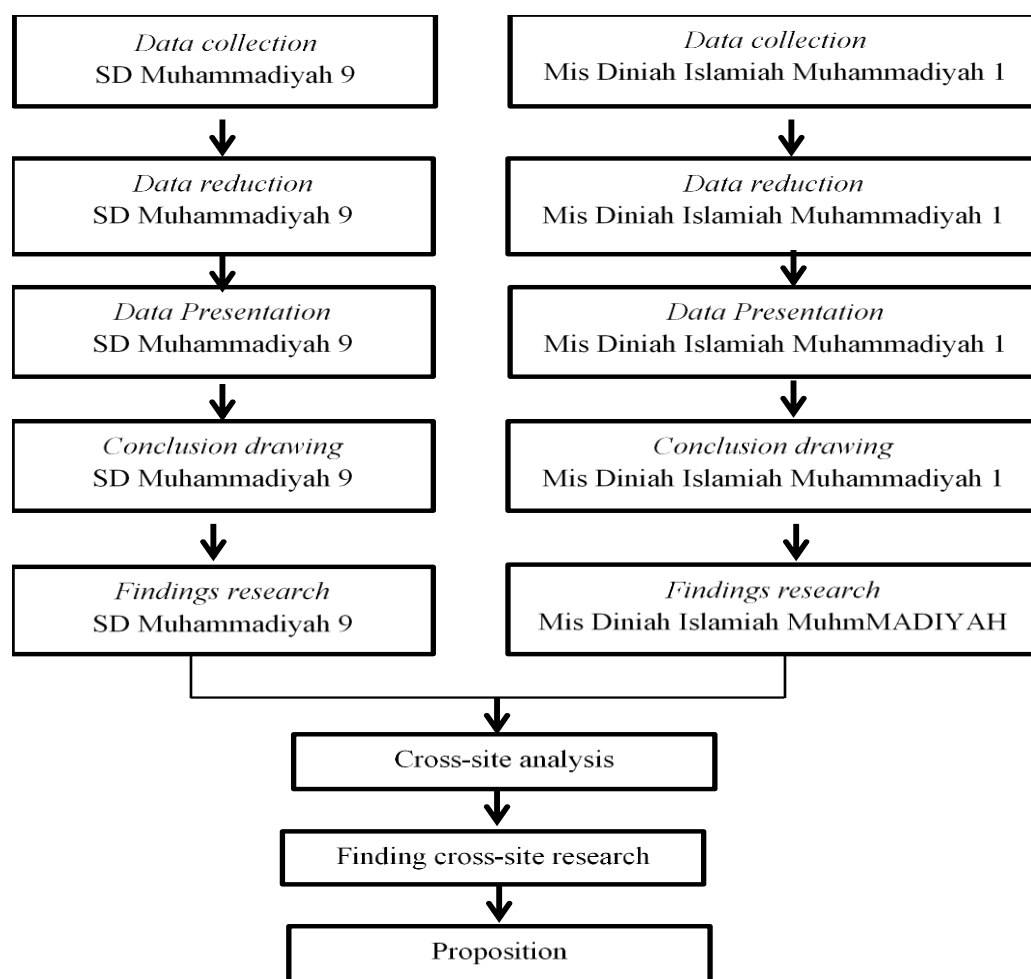 Data collection
SD Muhammadiyah 9
Data collection
Mis Diniah Islamiah Muhammadiyah 1
Data reduction
SD Muhammadiyah 9
Data reduction
Mis Diniah Islamiah Muhammadiyah 1
Data Presentation
SD Muhammadiyah 9
Data Presentation
Mis Diniah Islamiah Muhammadiyah 1
Conclusion drawing
SD Muhammadiyah 9
Conclusion drawing
Mis Diniah Islamiah Muhammadiyah 1
Findings research
SD Muhammadiyah 9
Findings research
Mis Diniah Islamiah MuhmMADIYAH
Cross-site analysis
Finding cross-site research
Proposition